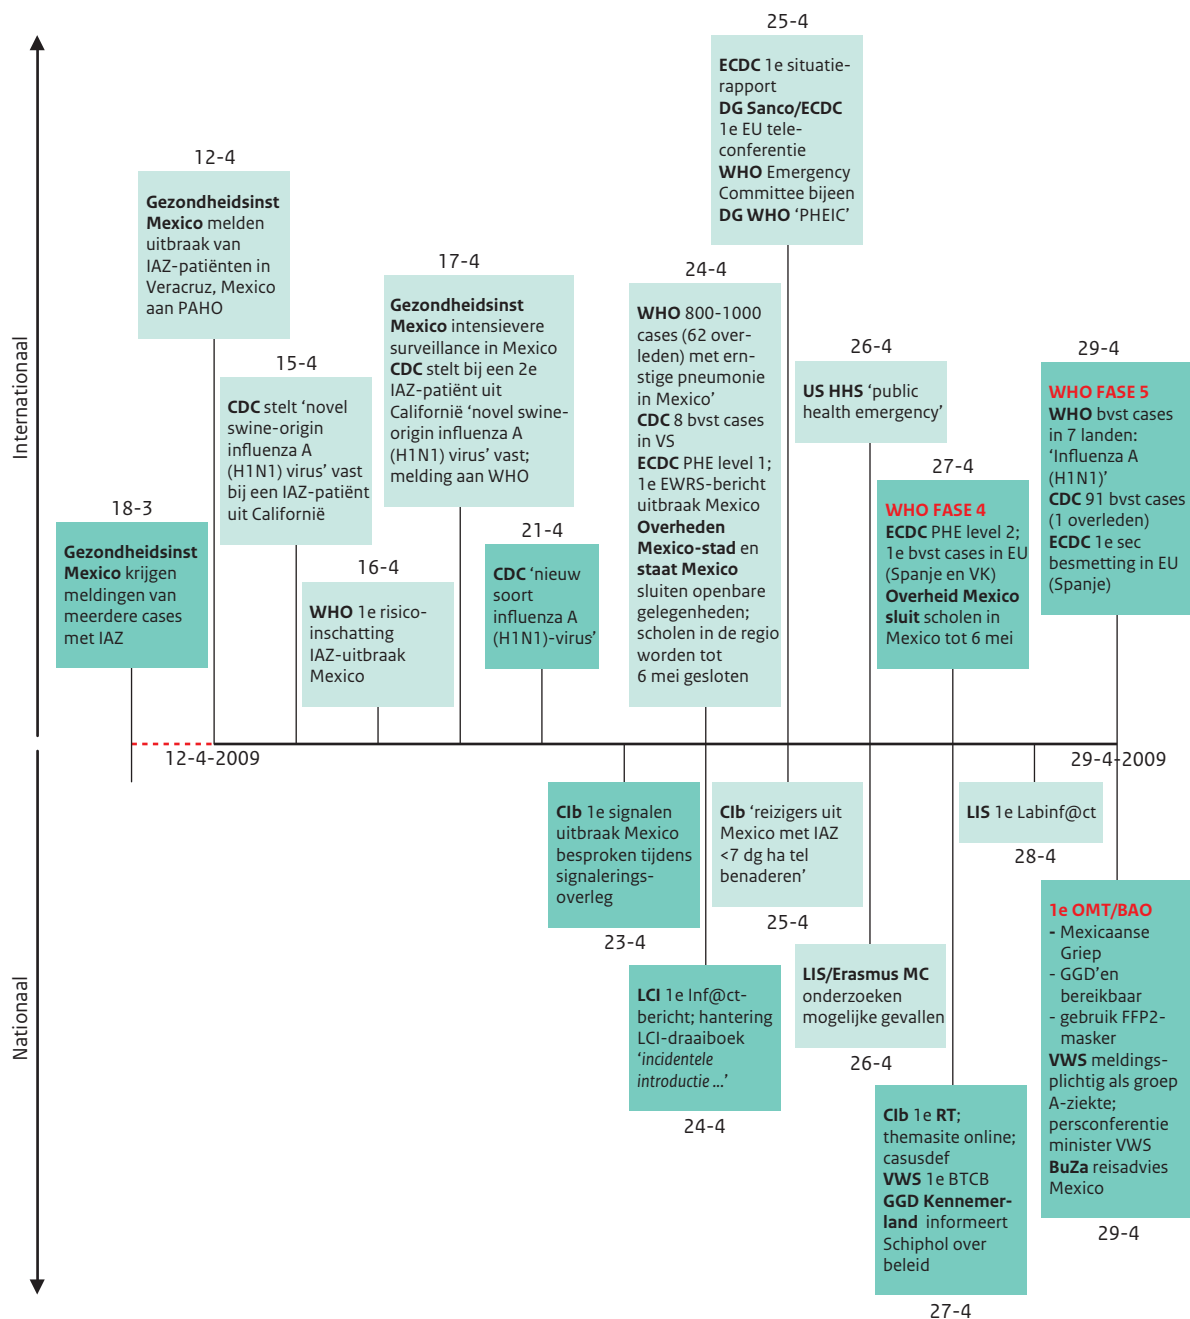 Internationaal
Nationaal
18-3
Gezondheidsinst
Mexico krijgen
meldingen van
meerdere cases
met IAZ
12-4
Gezondheidsinst
Mexico melden
uitbraak van
IAZ-patiënten in
Veracruz, Mexico
aan PAHO
15-4
CDC stelt ‘novel
swine-origin
influenza A
(H1N1) virus’ vast
bij een IAZ-patiënt
uit Californië
16-4
WHO 1e risico-
inschatting
IAZ-uitbraak
Mexico
17-4
Gezondheidsinst
Mexico intensievere
surveillance in Mexico
CDC stelt bij een 2e
IAZ-patiënt uit
Californië ‘novel swine-
origin influenza A
(H1N1) virus’ vast;
melding aan WHO
21-4
CDC ‘nieuw
soort
influenza A
(H1N1)-virus’
24-4
WHO 800-1000
cases (62 over-
leden) met ern-
stige pneumonie
in Mexico’
CDC 8 bvst cases
in VS
ECDC PHE level 1;
1e EWRS-bericht
uitbraak Mexico
Overheden
Mexico-stad en
staat Mexico
sluiten openbare
gelegenheden;
scholen in de regio
worden tot
6 mei gesloten
25-4
ECDC 1e situatie-
rapport
DG Sanco/ECDC
1e EU tele-
conferentie
WHO Emergency
Committee bijeen
DG WHO ‘PHEIC’
26-4
US HHS ‘public
health emergency’
27-4
WHO FASE 4
ECDC PHE level 2;
1e bvst cases in EU
(Spanje en VK)
Overheid Mexico
sluit scholen in
Mexico tot 6 mei
29-4
WHO FASE 5
WHO bvst cases
in 7 landen:
‘Influenza A
(H1N1)’
CDC 91 bvst cases
(1 overleden)
ECDC 1e sec
besmetting in EU
(Spanje)
12-4-2009
29-4-2009
CIb 1e signalen
uitbraak Mexico
besproken tijdens
signalerings-
overleg
23-4
LCI 1e Inf@ct-
bericht; hantering
LCI-draaiboek
‘incidentele
introductie ...’
24-4
CIb ‘reizigers uit
Mexico met IAZ
<7 dg ha tel
benaderen’
25-4
LIS/Erasmus MC
onderzoeken
mogelijke gevallen
26-4
CIb 1e RT;
themasite online;
casusdef
VWS 1e BTCB
GGD Kennemer-
land informeert
Schiphol over
beleid
27-4
LIS 1e Labinf@ct
28-4
1e OMT/BAO
- Mexicaanse
Griep
- GGD’en
bereikbaar
- gebruik FFP2-
masker
VWS meldings-
plichtig als groep
A-ziekte;
persconferentie
minister VWS
BuZa reisadvies
Mexico
29-4